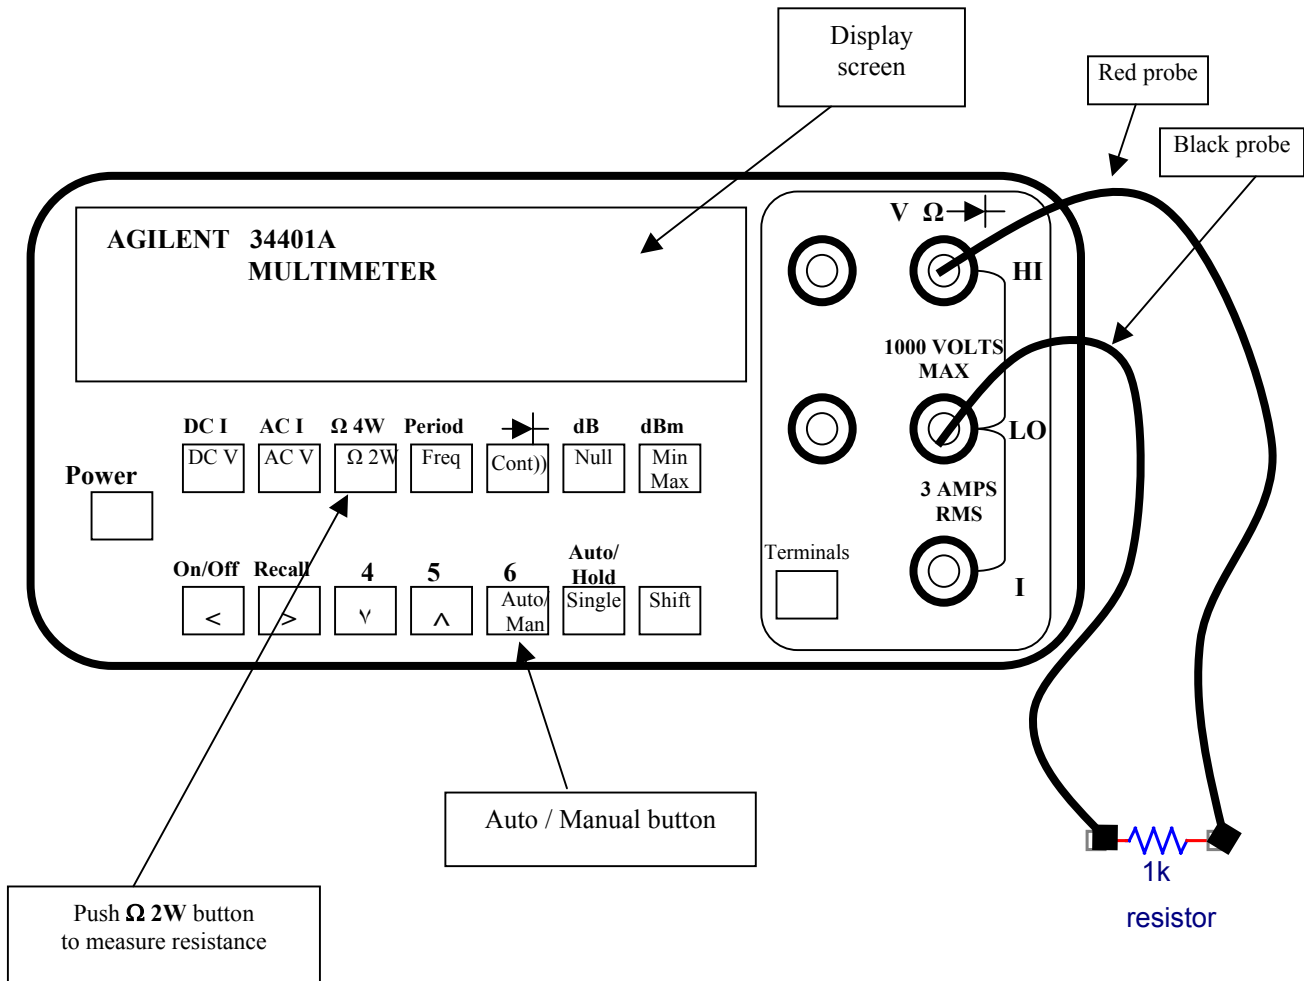 Display
screen
Red probe
Black probe
AGILENT 34401A
MULTIMETER
V Ω
HI
1000 VOLTS
MAX
LO
3 AMPS
RMS
I
Terminals
Power
DC I AC I Ω 4W Period dB dBm
DC V AC V Ω 2W Freq Cont)) Null Min
Max
On/Off Recall 4 5 6 Auto/
Hold
< > ˅ ^ Auto/
Man Single Shift
Auto / Manual button
Push Ω 2W button
to measure resistance
1k
resistor